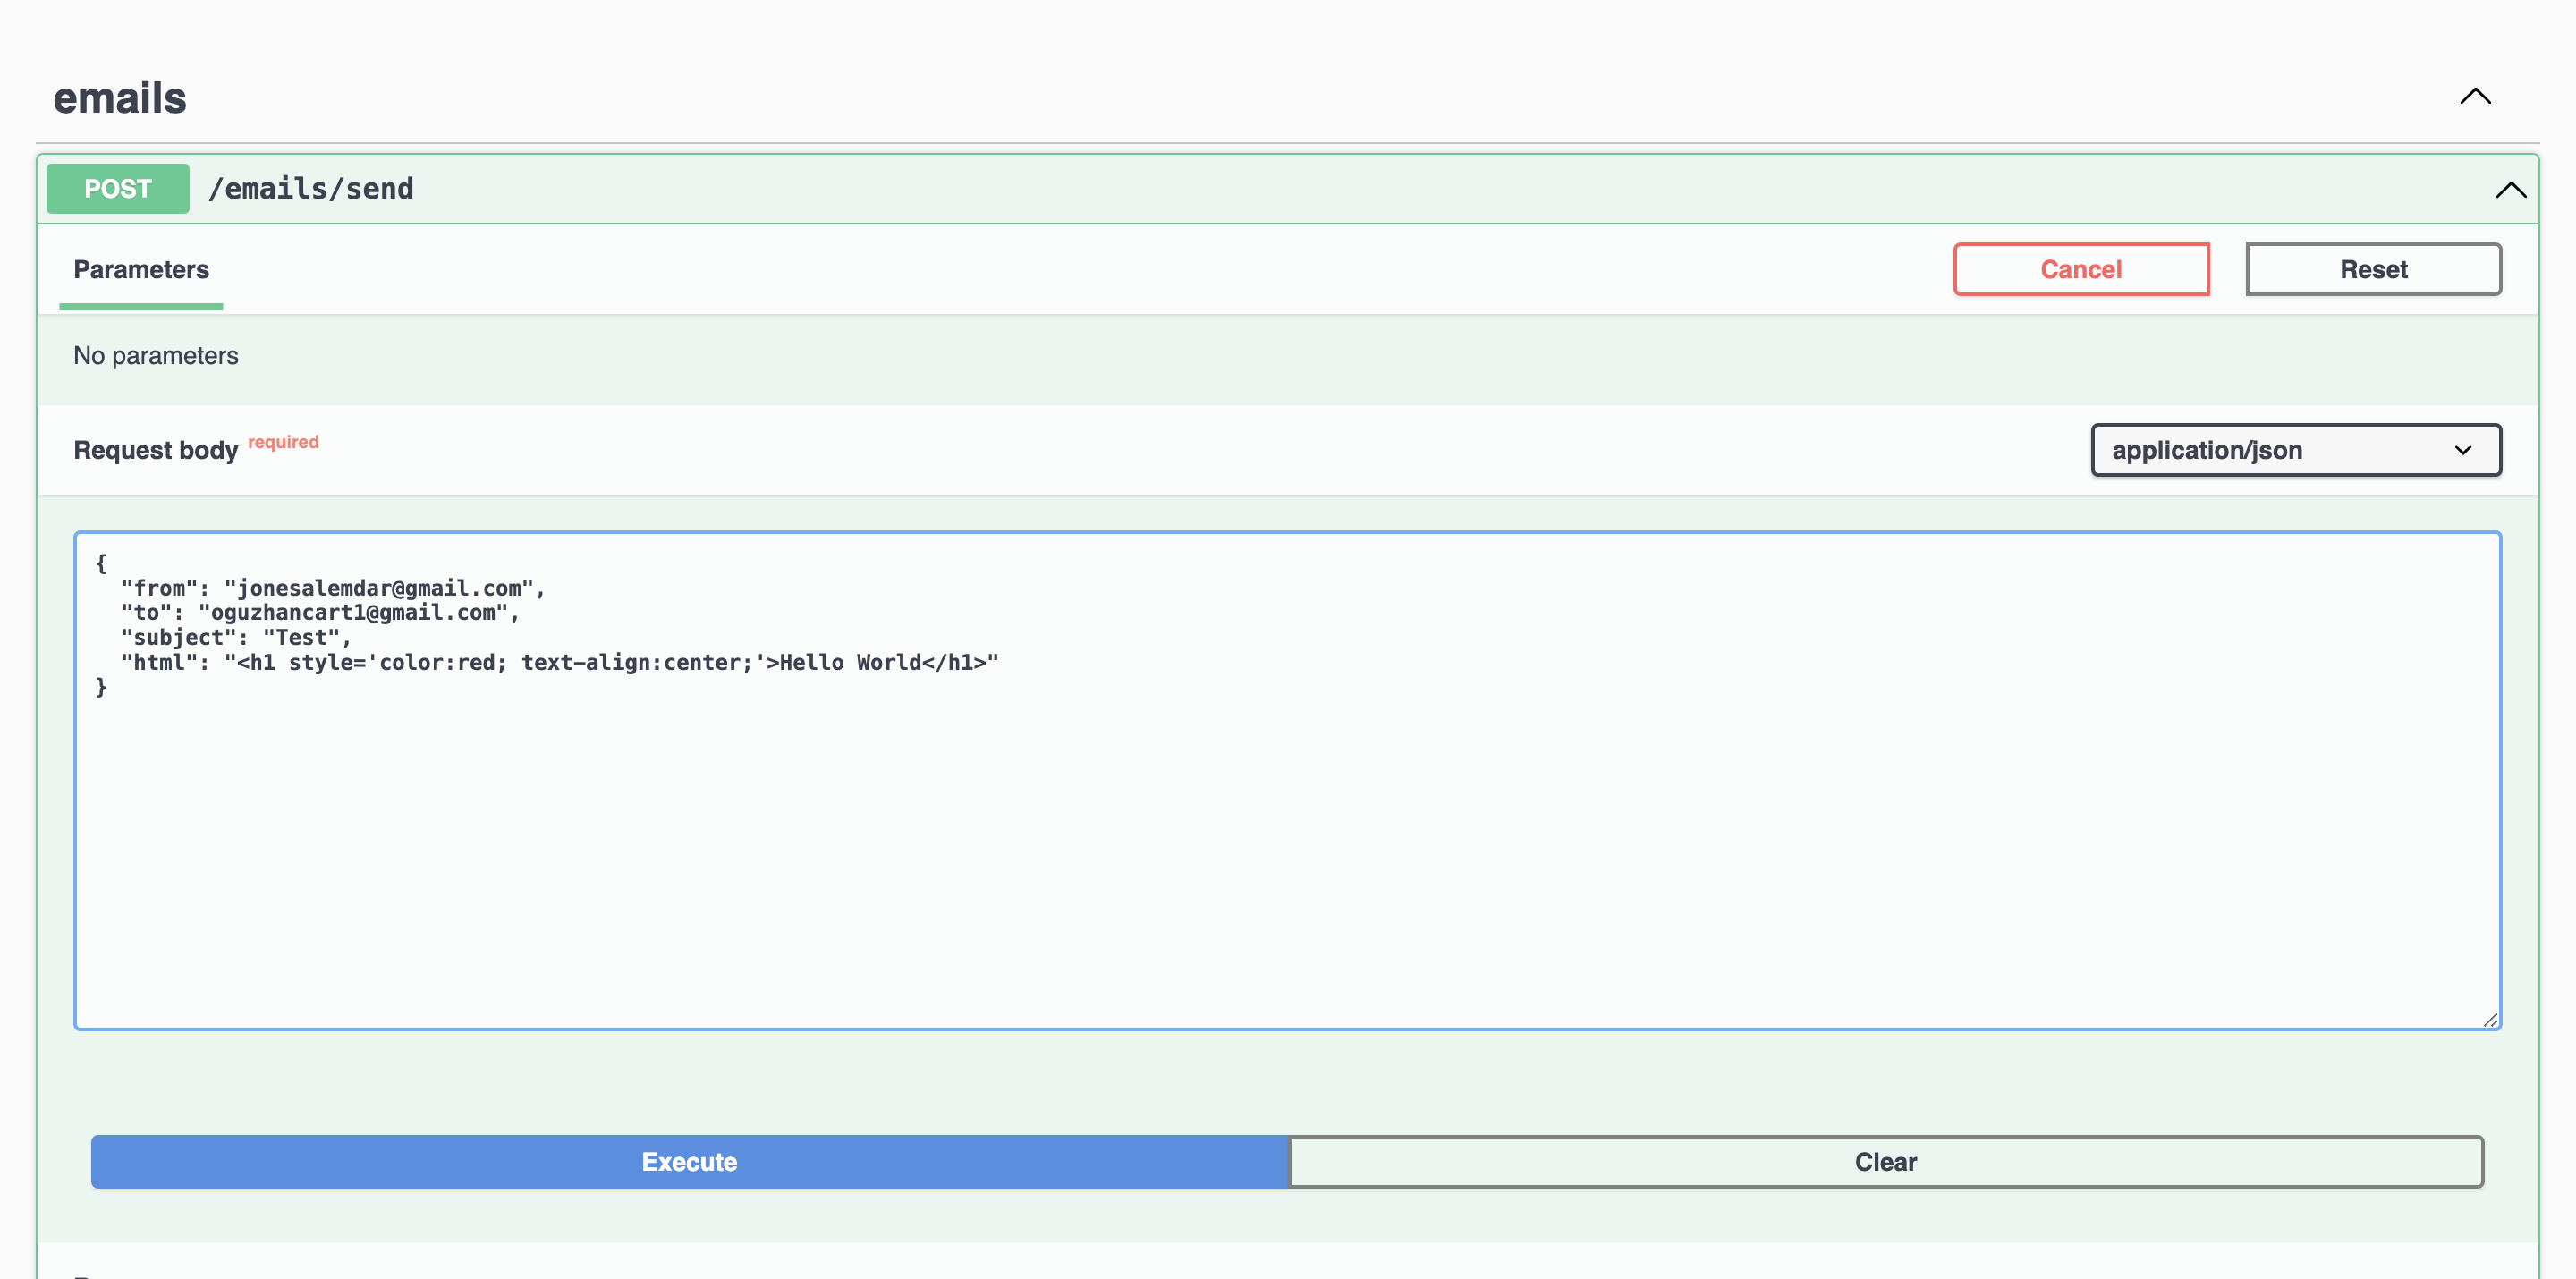 emails
POST /emails/send
Parameters
Cancel
Reset
No parameters
Request body required
application/json
{
  "from": "jonesalemdar@gmail.com",
  "to": "oguzhancart1@gmail.com",
  "subject": "Test",
  "html": "<h1 style='color:red; text-align:center;'>Hello World</h1>"
}
Execute
Clear